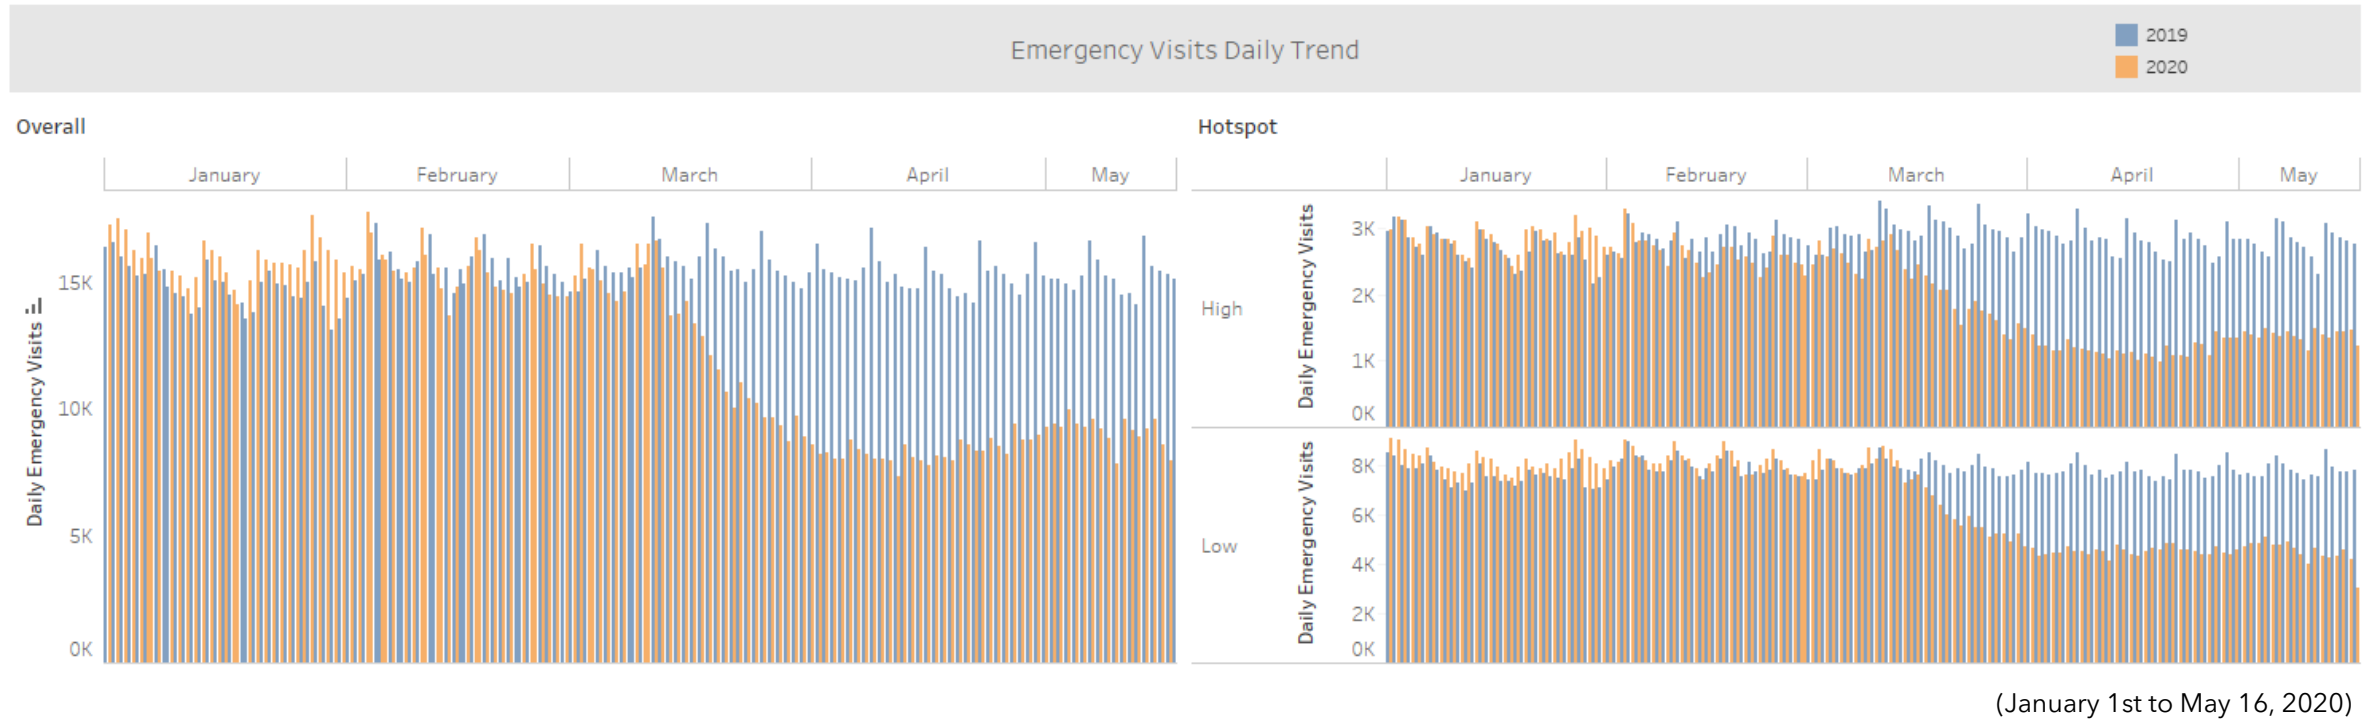 Emergency Visits Daily Trend
2019
2020
Overall
January February March April May
Daily Emergency Visits
15K
10K
5K
0K
Hotspot
January February March April May
High
Daily Emergency Visits
3K
2K
1K
0K
Low
Daily Emergency Visits
8K
6K
4K
2K
0K
(January 1st to May 16, 2020)